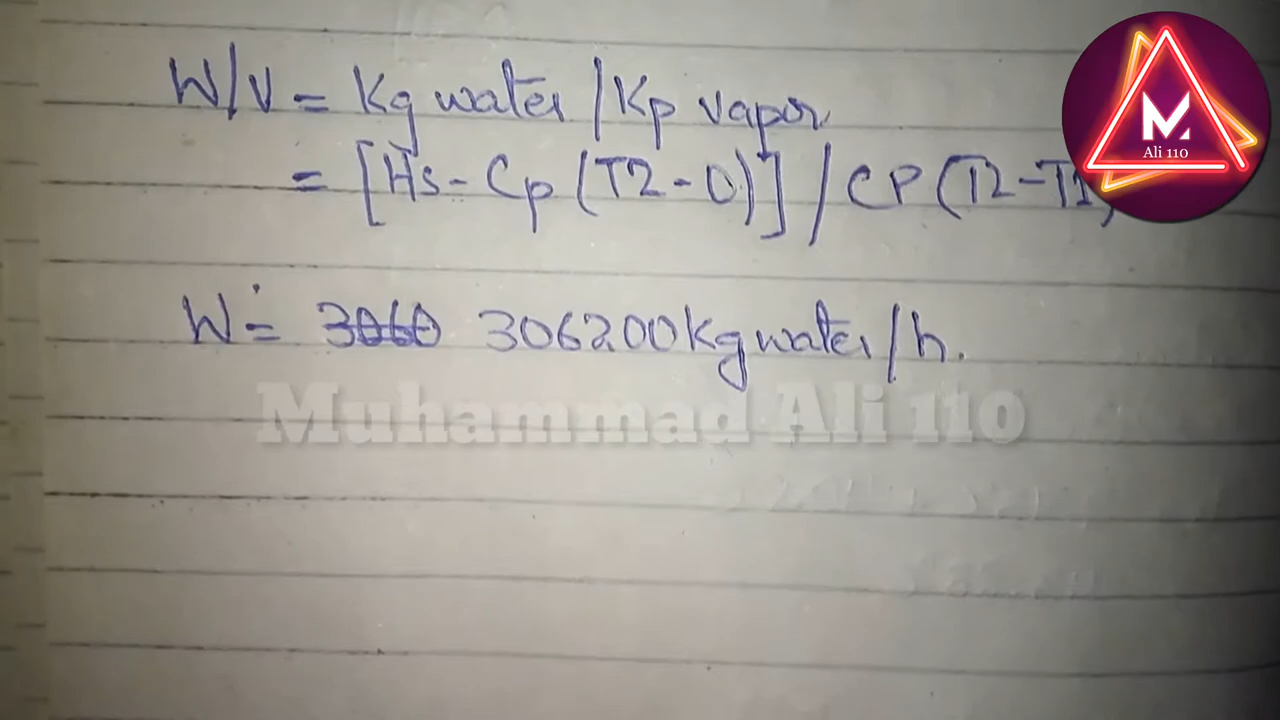 W/V = Kg water / Kp vapor
= [Hs - Cp (T2 - 0)] / CP (T2 - T1)
W = 3060 306200 Kg water/h.
Muhammad Ali 110
M
Ali 110